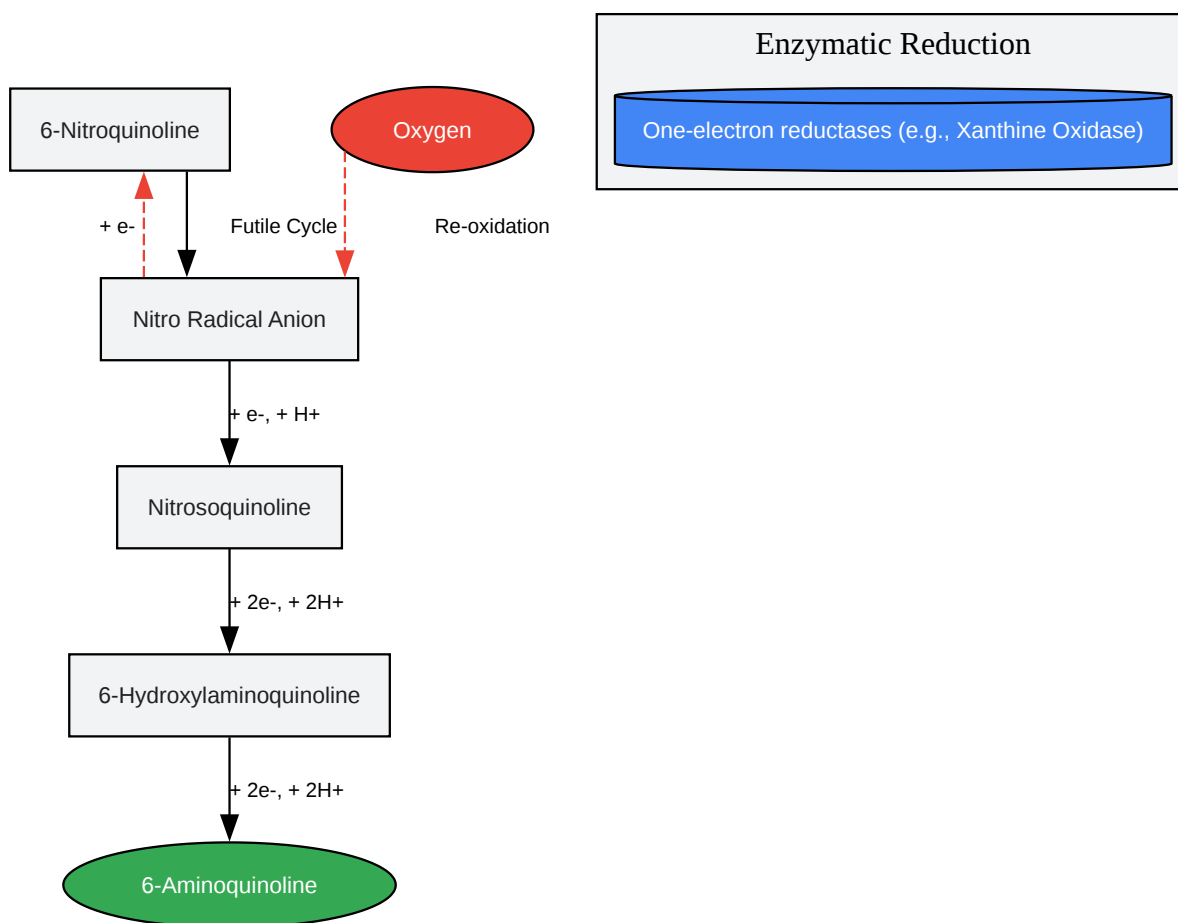 Enzymatic Reduction
6-Nitroquinoline
Oxygen
One-electron reductases (e.g., Xanthine Oxidase)
+ e-
Futile Cycle
Re-oxidation
Nitro Radical Anion
+ e-, + H+
Nitrosoquinoline
+ 2e-, + 2H+
6-Hydroxylaminoquinoline
+ 2e-, + 2H+
6-Aminoquinoline